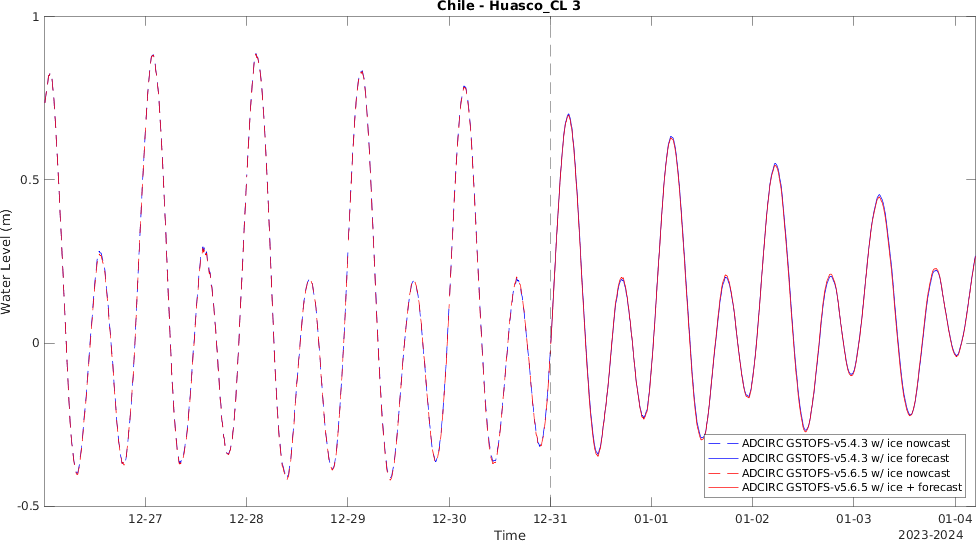 Chile - Huasco_CL 3
1
0.5
0
-0.5
Water Level (m)
12-27 12-28 12-29 12-30 12-31 01-01 01-02 01-03 01-04
Time
2023-2024
ADCIRC GSTOFS-v5.4.3 w/ ice nowcast
ADCIRC GSTOFS-v5.4.3 w/ ice forecast
ADCIRC GSTOFS-v5.6.5 w/ ice nowcast
ADCIRC GSTOFS-v5.6.5 w/ ice + forecast